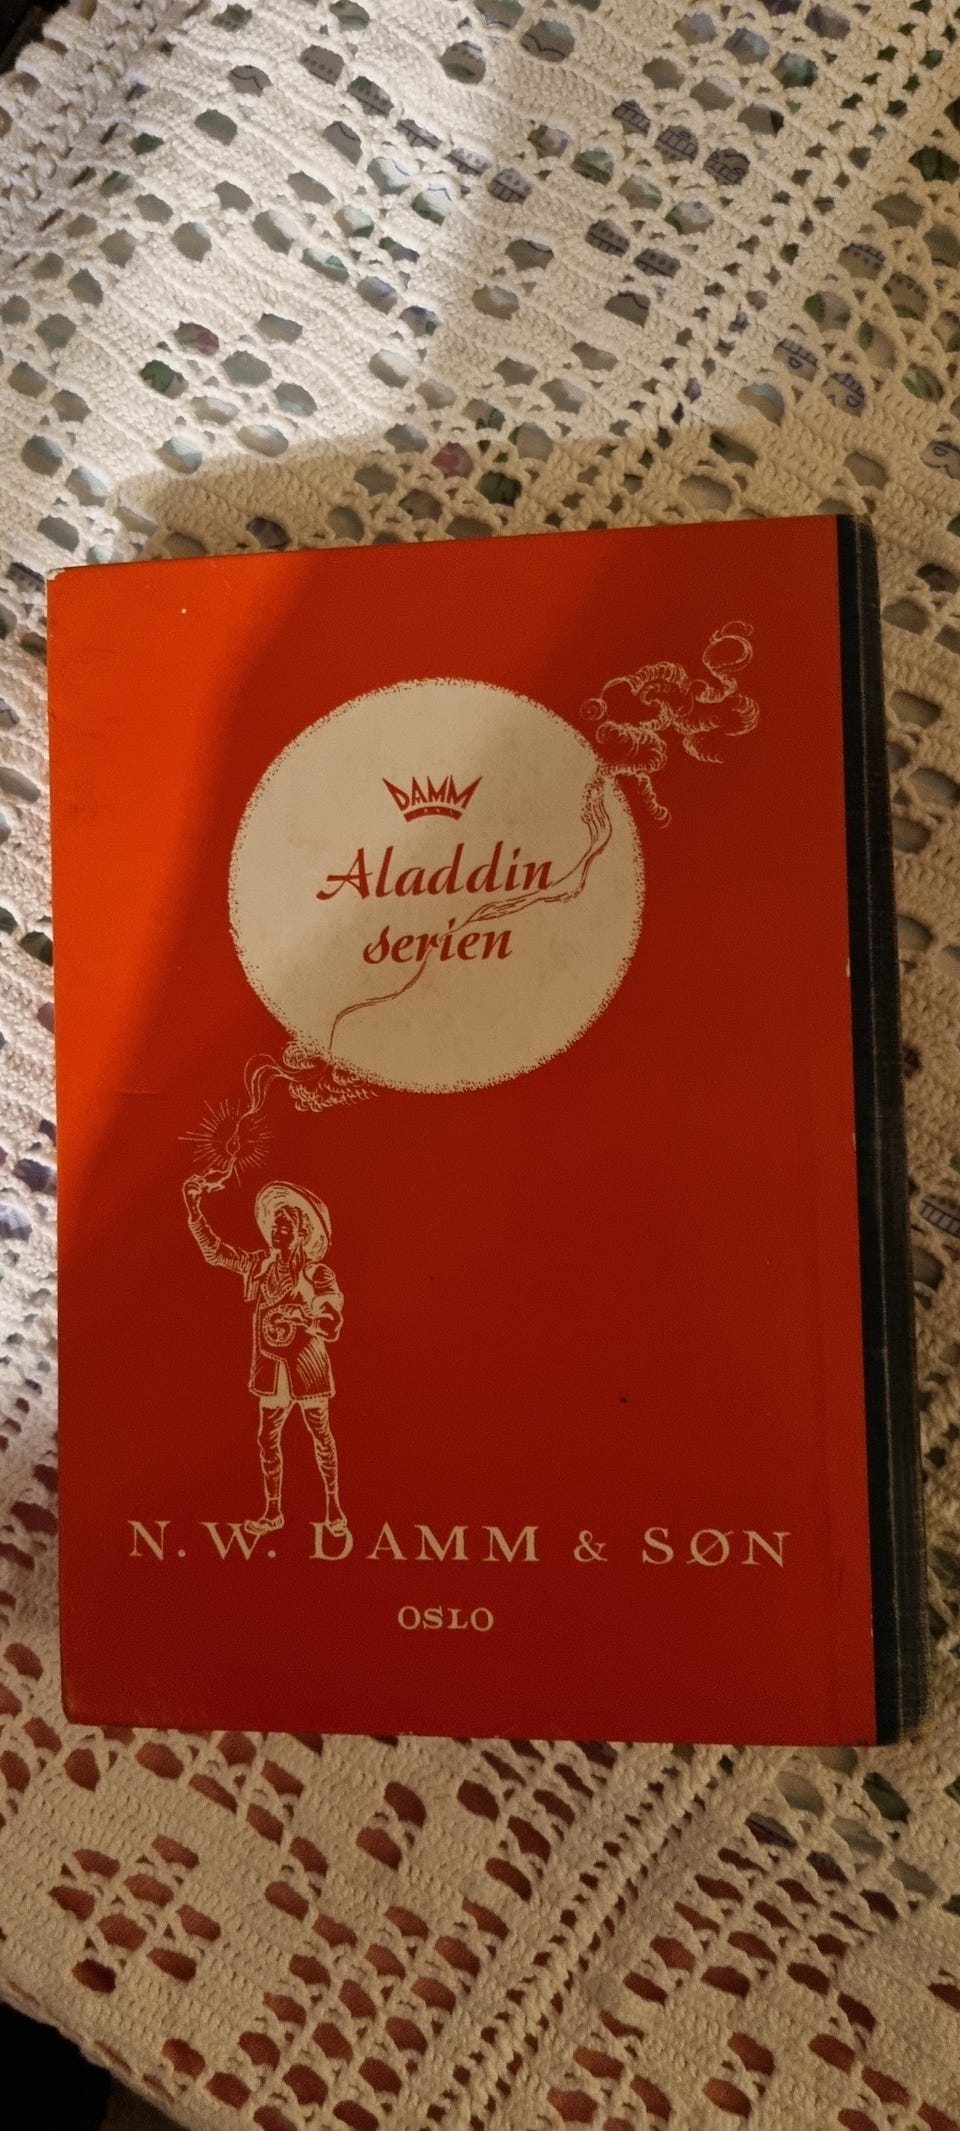 DAMM
Aladdin
serien
N. W. DAMM & SØN
OSLO